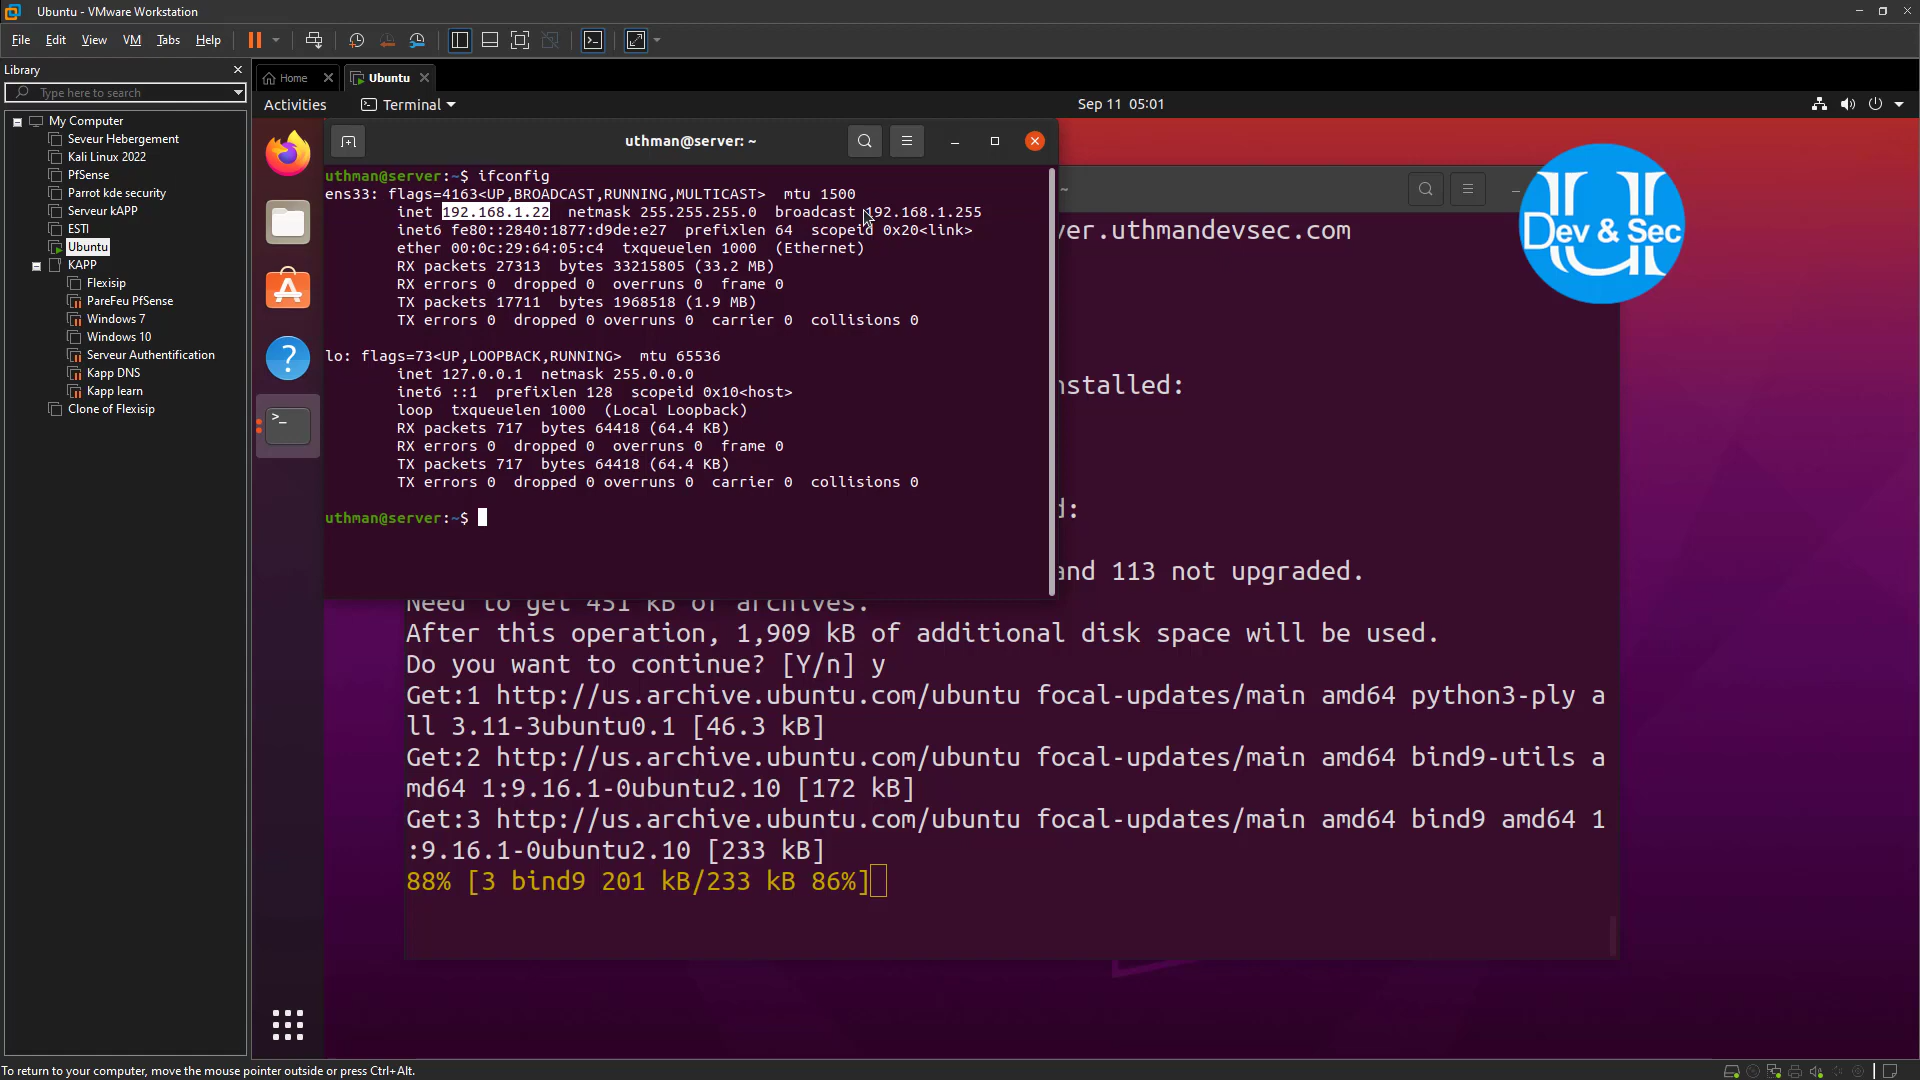 Ubuntu - VMware Workstation
File Edit View VM Tabs Help
Library
Type here to search
My Computer
Seveur Hebergement
Kali Linux 2022
PfSense
Parrot kde security
Serveur kAPP
ESTI
Ubuntu
KAPP
Flexisip
PareFeu PfSense
Windows 7
Windows 10
Serveur Authentification
Kapp DNS
Kapp learn
Clone of Flexisip
Home Ubuntu
Activities Terminal Sep 11 05:01
uthman@server: ~
uthman@server:~$ ifconfig
ens33: flags=4163<UP,BROADCAST,RUNNING,MULTICAST> mtu 1500
inet 192.168.1.22 netmask 255.255.255.0 broadcast 192.168.1.255
inet6 fe80::2840:1877:d9de:e27 prefixlen 64 scopeid 0x20<link>
ether 00:0c:29:64:05:c4 txqueuelen 1000 (Ethernet)
RX packets 27313 bytes 33215805 (33.2 MB)
RX errors 0 dropped 0 overruns 0 frame 0
TX packets 17711 bytes 1968518 (1.9 MB)
TX errors 0 dropped 0 overruns 0 carrier 0 collisions 0
lo: flags=73<UP,LOOPBACK,RUNNING> mtu 65536
inet 127.0.0.1 netmask 255.0.0.0
inet6 ::1 prefixlen 128 scopeid 0x10<host>
loop txqueuelen 1000 (Local Loopback)
RX packets 717 bytes 64418 (64.4 KB)
RX errors 0 dropped 0 overruns 0 frame 0
TX packets 717 bytes 64418 (64.4 KB)
TX errors 0 dropped 0 overruns 0 carrier 0 collisions 0
uthman@server:~$
~
ver.uthmandevsec.com
nstalled:
d:
and 113 not upgraded.
Need to get 451 kB of archives.
After this operation, 1,909 kB of additional disk space will be used.
Do you want to continue? [Y/n] y
Get:1 http://us.archive.ubuntu.com/ubuntu focal-updates/main amd64 python3-ply a
ll 3.11-3ubuntu0.1 [46.3 kB]
Get:2 http://us.archive.ubuntu.com/ubuntu focal-updates/main amd64 bind9-utils a
md64 1:9.16.1-0ubuntu2.10 [172 kB]
Get:3 http://us.archive.ubuntu.com/ubuntu focal-updates/main amd64 bind9 amd64 1
:9.16.1-0ubuntu2.10 [233 kB]
88% [3 bind9 201 kB/233 kB 86%]
Dev & Sec
To return to your computer, move the mouse pointer outside or press Ctrl+Alt.